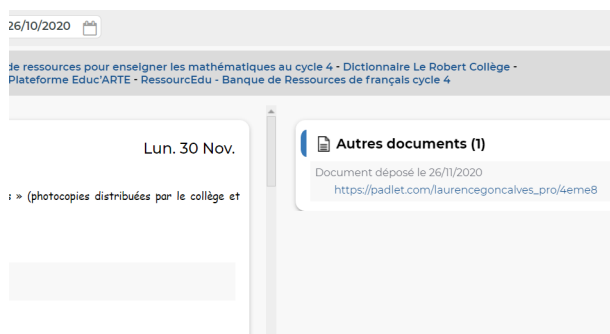 26/10/2020
de ressources pour enseigner les mathématiques au cycle 4 - Dictionnaire Le Robert Collège -
Plateforme Educ'ARTE - RessourcEdu - Banque de Ressources de français cycle 4
Lun. 30 Nov.
» (photocopies distribuées par le collège et
Autres documents (1)
Document déposé le 26/11/2020
https://padlet.com/laurencegoncalves_pro/4eme8